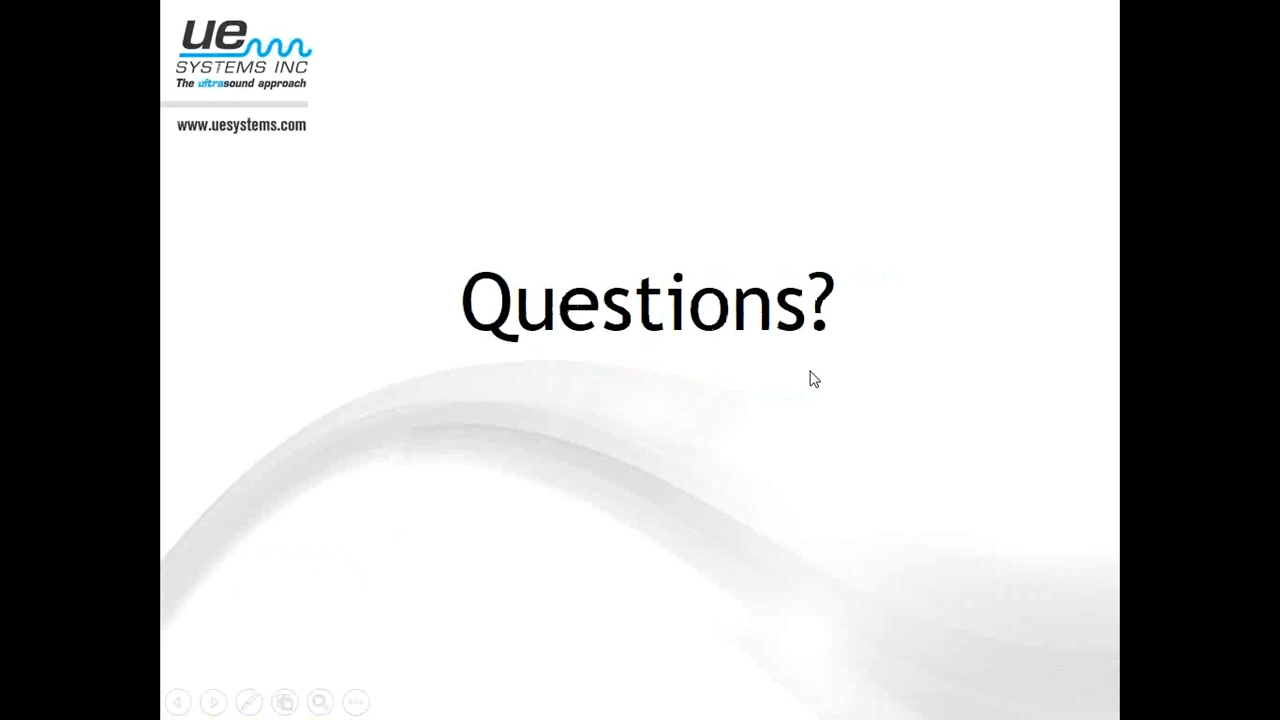 ue
SYSTEMS INC
The ultrasound approach
www.uesystems.com
Questions?